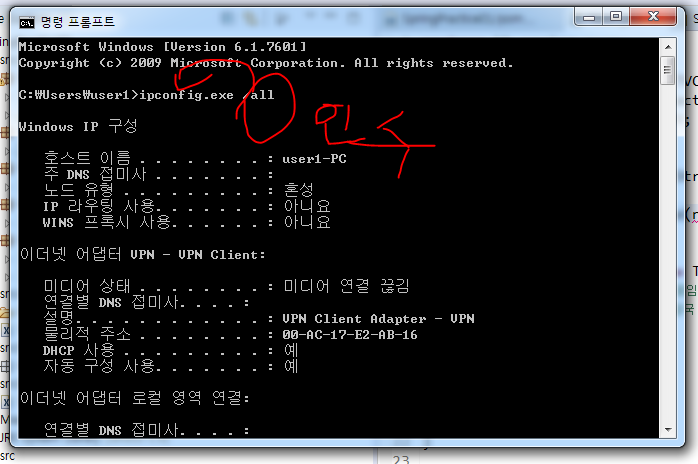 명령 프롬프트
Microsoft Windows [Version 6.1.7601]
Copyright (c) 2009 Microsoft Corporation. All rights reserved.
C:₩Users₩user1>ipconfig.exe /all
인수
Windows IP 구성
호스트 이름 . . . . . . . . : user1-PC
주 DNS 접미사 . . . . . . . :
노드 유형 . . . . . . . . . : 혼성
IP 라우팅 사용. . . . . . . : 아니요
WINS 프록시 사용. . . . . . : 아니요
이더넷 어댑터 VPN - VPN Client:
미디어 상태 . . . . . . . . : 미디어 연결 끊김
연결별 DNS 접미사. . . . :
설명. . . . . . . . . . . . : VPN Client Adapter - VPN
물리적 주소 . . . . . . . . : 00-AC-17-E2-AB-16
DHCP 사용 . . . . . . . . . : 예
자동 구성 사용. . . . . . . : 예
이더넷 어댑터 로컬 영역 연결:
연결별 DNS 접미사. . . . :
src
23